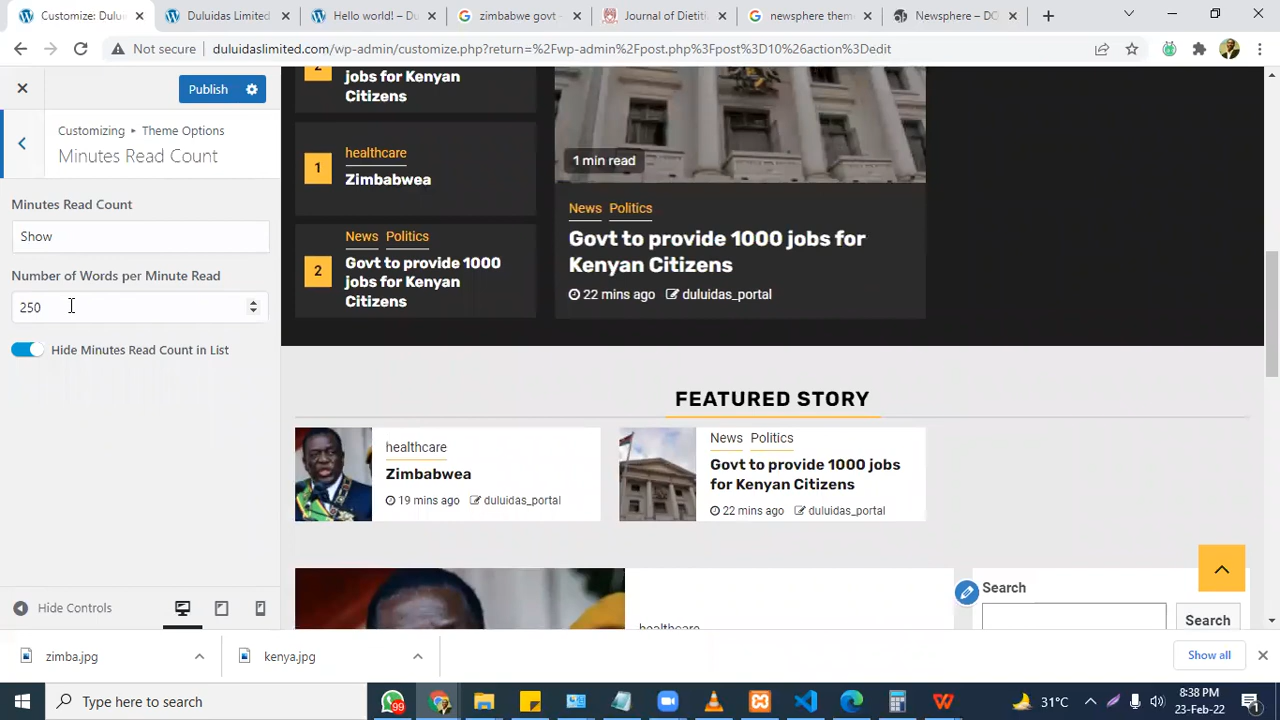 Customize: Dulu
Duluidas Limited
Hello world! – Du
zimbabwe govt -
Journal of Dietiti
newsphere them
Newsphere – DO
Not secure
duluidaslimited.com/wp-admin/customize.php?return=%2Fwp-admin%2Fpost.php%3Fpost%3D10%26action%3Dedit
Publish
Customizing ▸ Theme Options
Minutes Read Count
Minutes Read Count
Show
Number of Words per Minute Read
250
Hide Minutes Read Count in List
Hide Controls
2
jobs for Kenyan
Citizens
1
healthcare
Zimbabwea
2
News Politics
Govt to provide 1000
jobs for Kenyan
Citizens
1 min read
News Politics
Govt to provide 1000 jobs for
Kenyan Citizens
22 mins ago duluidas_portal
FEATURED STORY
healthcare
Zimbabwea
19 mins ago duluidas_portal
News Politics
Govt to provide 1000 jobs
for Kenyan Citizens
22 mins ago duluidas_portal
healthcare
Search
Search
zimba.jpg
kenya.jpg
Show all
Type here to search
99
31°C
8:38 PM
23-Feb-22
1